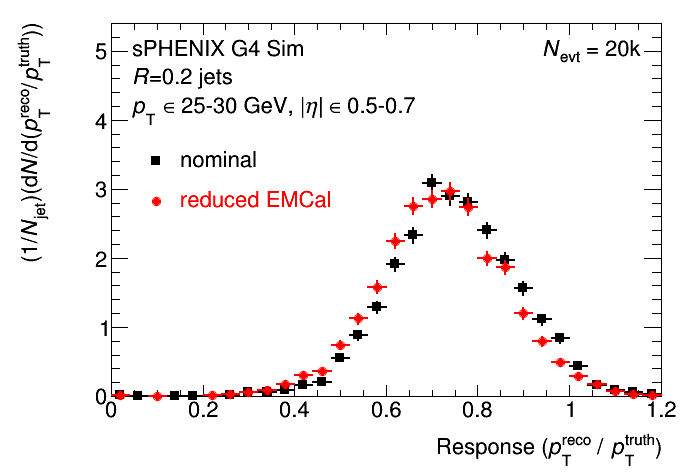 sPHENIX G4 Sim
N_evt = 20k
R=0.2 jets
p_T ∈ 25-30 GeV, |η| ∈ 0.5-0.7
nominal
reduced EMCal
(1/N_jet)(dN/d(p_T^reco/p_T^truth))
5
4
3
2
1
0
0 0.2 0.4 0.6 0.8 1 1.2
Response (p_T^reco / p_T^truth)